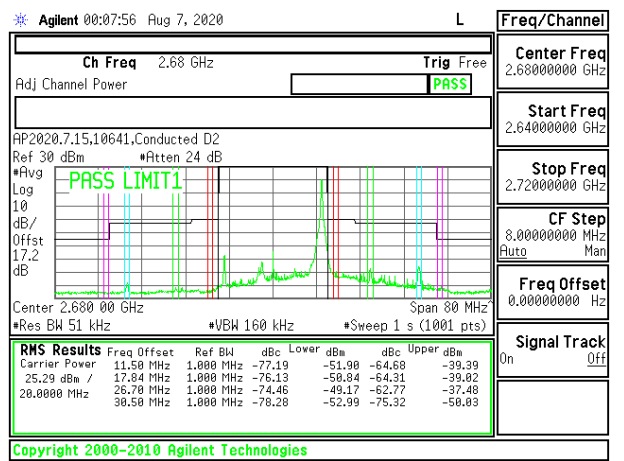 Agilent 00:07:56 Aug 7, 2020 L
Freq/Channel
Ch Freq 2.68 GHz Trig Free
Adj Channel Power PASS
Center Freq
2.68000000 GHz
Start Freq
2.64000000 GHz
Stop Freq
2.72000000 GHz
CF Step
8.00000000 MHz
Auto Man
Freq Offset
0.00000000 Hz
Signal Track
On Off
AP2020.7.15,10641,Conducted D2
Ref 30 dBm #Atten 24 dB
#Avg
Log
10
dB/
Offst
17.2
dB
PASS LIMIT1
Center 2.680 00 GHz Span 80 MHz
#Res BW 51 kHz #VBW 160 kHz #Sweep 1 s (1001 pts)
RMS Results Freq Offset Ref BW dBc Lower dBm dBc Upper dBm
Carrier Power 11.50 MHz 1.000 MHz -77.19 -51.90 -64.68 -39.39
25.29 dBm / 17.84 MHz 1.000 MHz -76.13 -50.84 -64.31 -39.02
20.0000 MHz 26.70 MHz 1.000 MHz -74.46 -49.17 -62.77 -37.48
30.50 MHz 1.000 MHz -78.28 -52.99 -75.32 -50.03
Copyright 2000-2010 Agilent Technologies